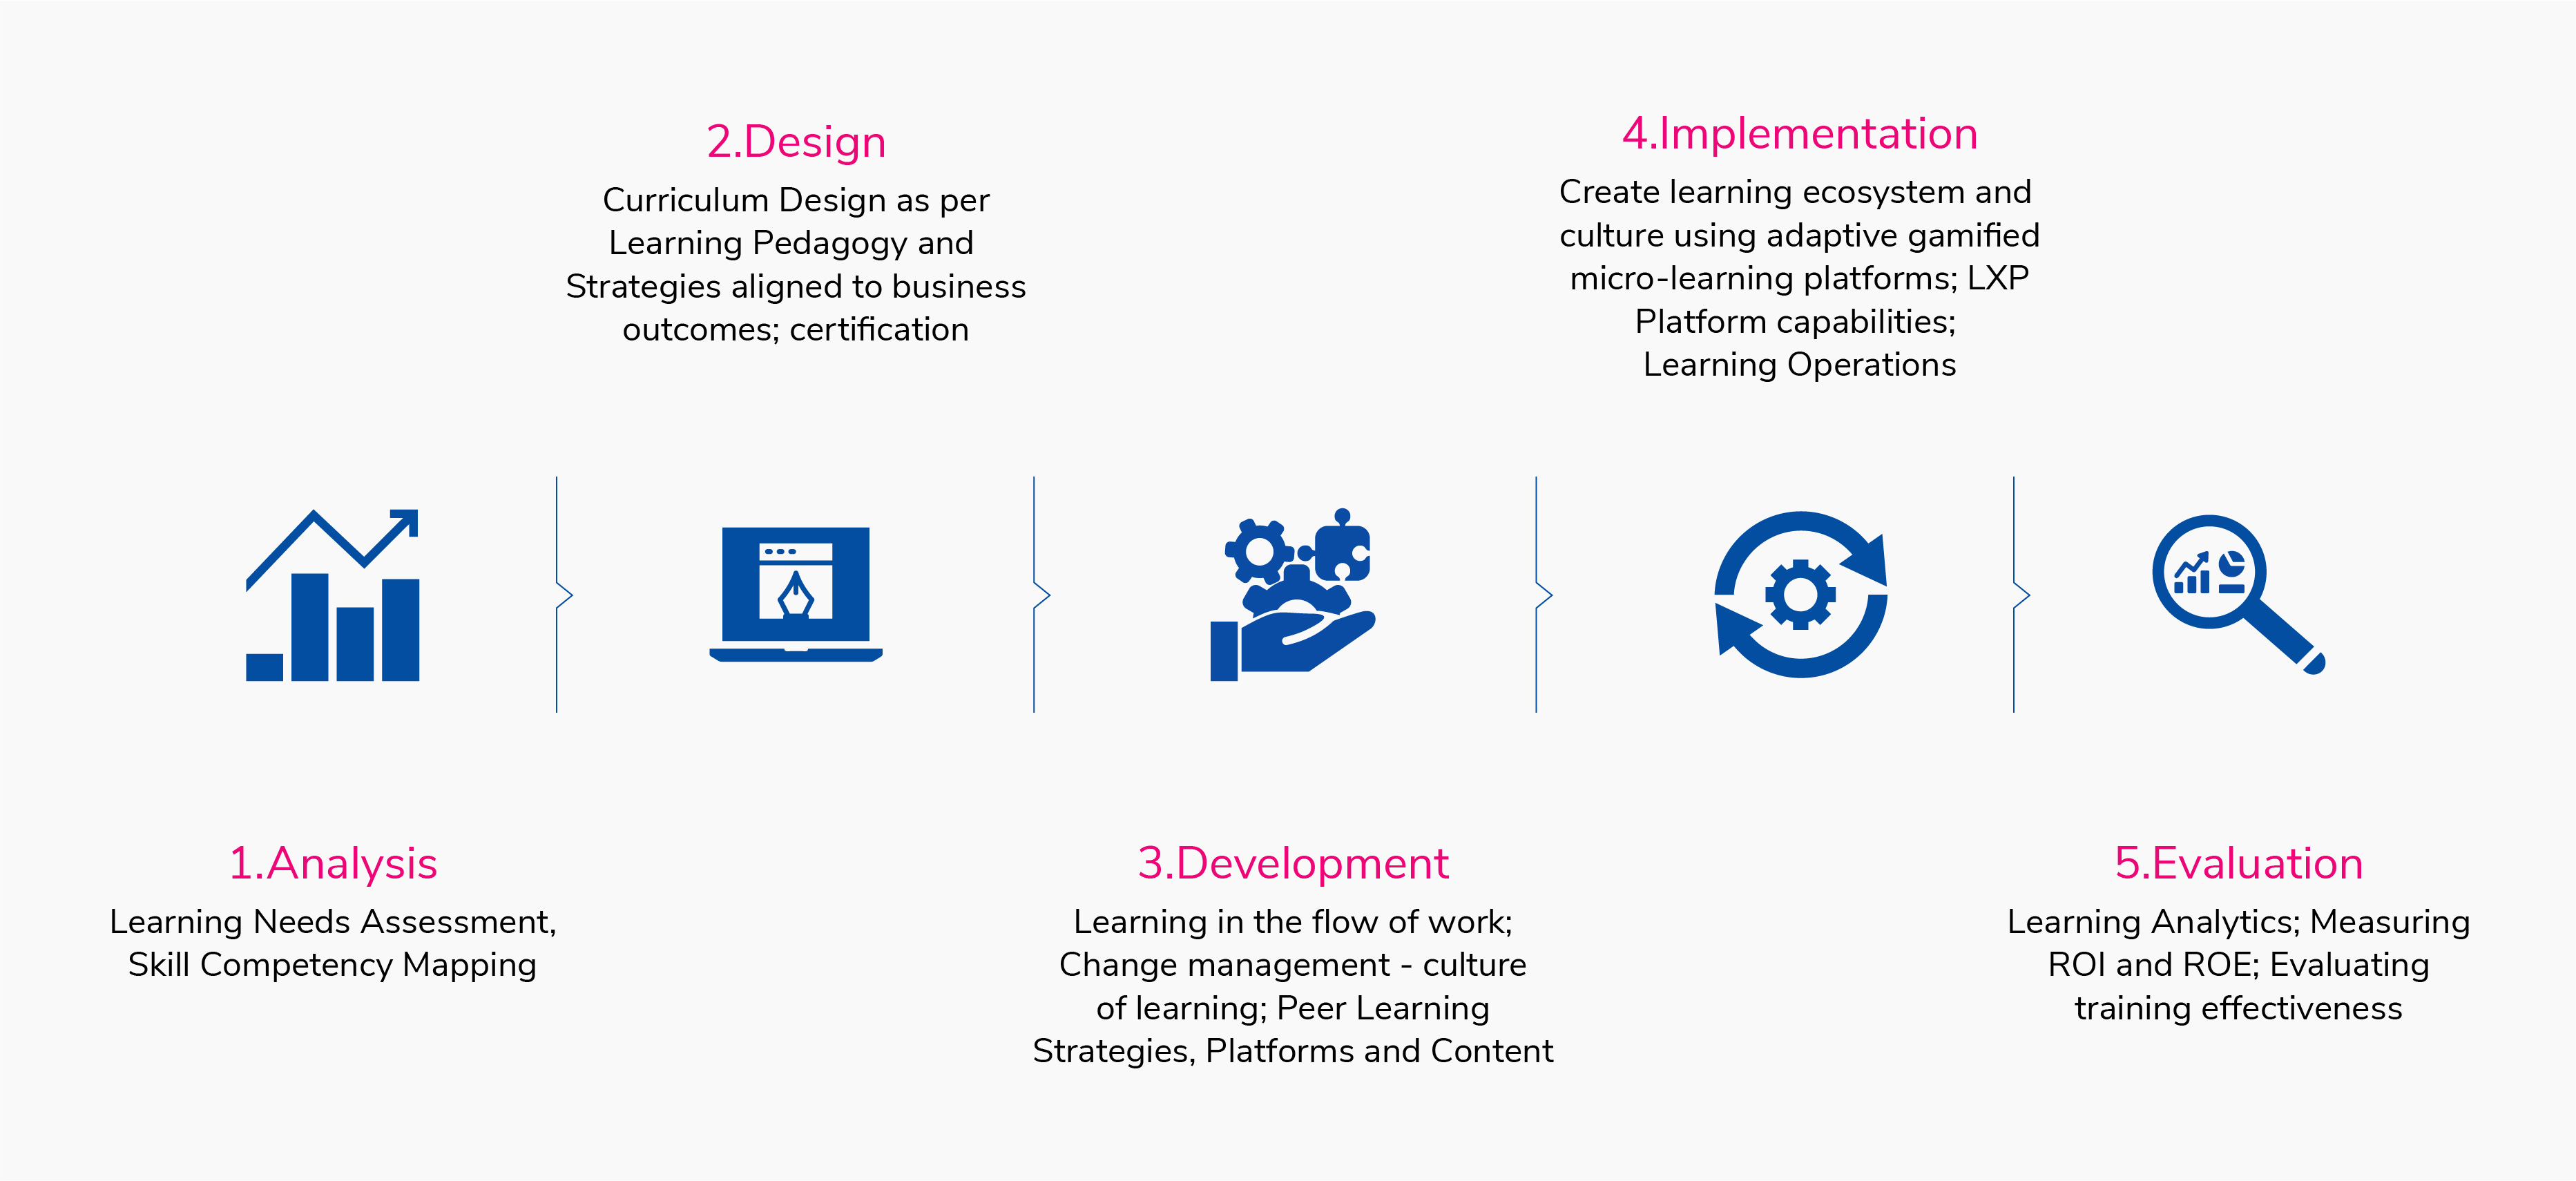 1.Analysis
Learning Needs Assessment,
Skill Competency Mapping
2.Design
Curriculum Design as per
Learning Pedagogy and
Strategies aligned to business
outcomes; certification
3.Development
Learning in the flow of work;
Change management - culture
of learning; Peer Learning
Strategies, Platforms and Content
4.Implementation
Create learning ecosystem and
culture using adaptive gamified
micro-learning platforms; LXP
Platform capabilities;
Learning Operations
5.Evaluation
Learning Analytics; Measuring
ROI and ROE; Evaluating
training effectiveness